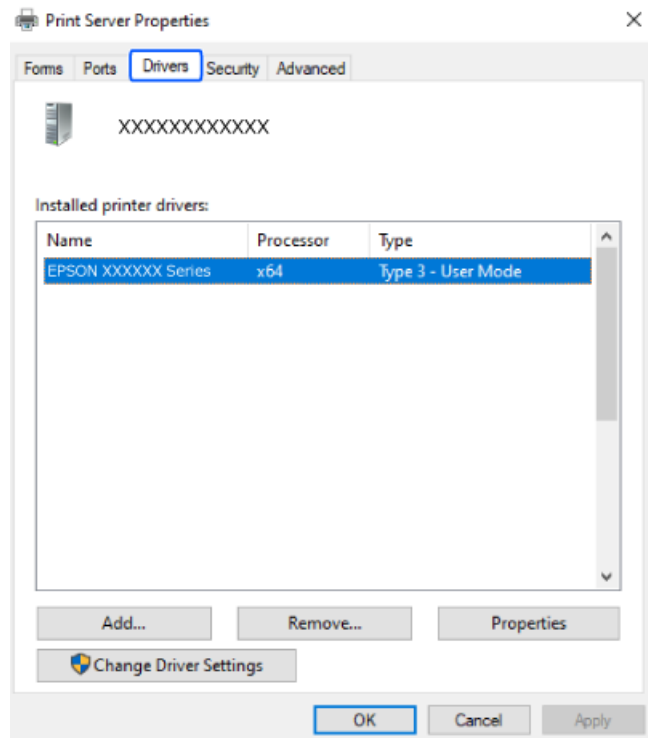 Print Server Properties
Forms Ports Drivers Security Advanced
XXXXXXXXXXXX
Installed printer drivers:
Name Processor Type
EPSON XXXXXX Series x64 Type 3 - User Mode
Add... Remove... Properties
Change Driver Settings
OK Cancel Apply